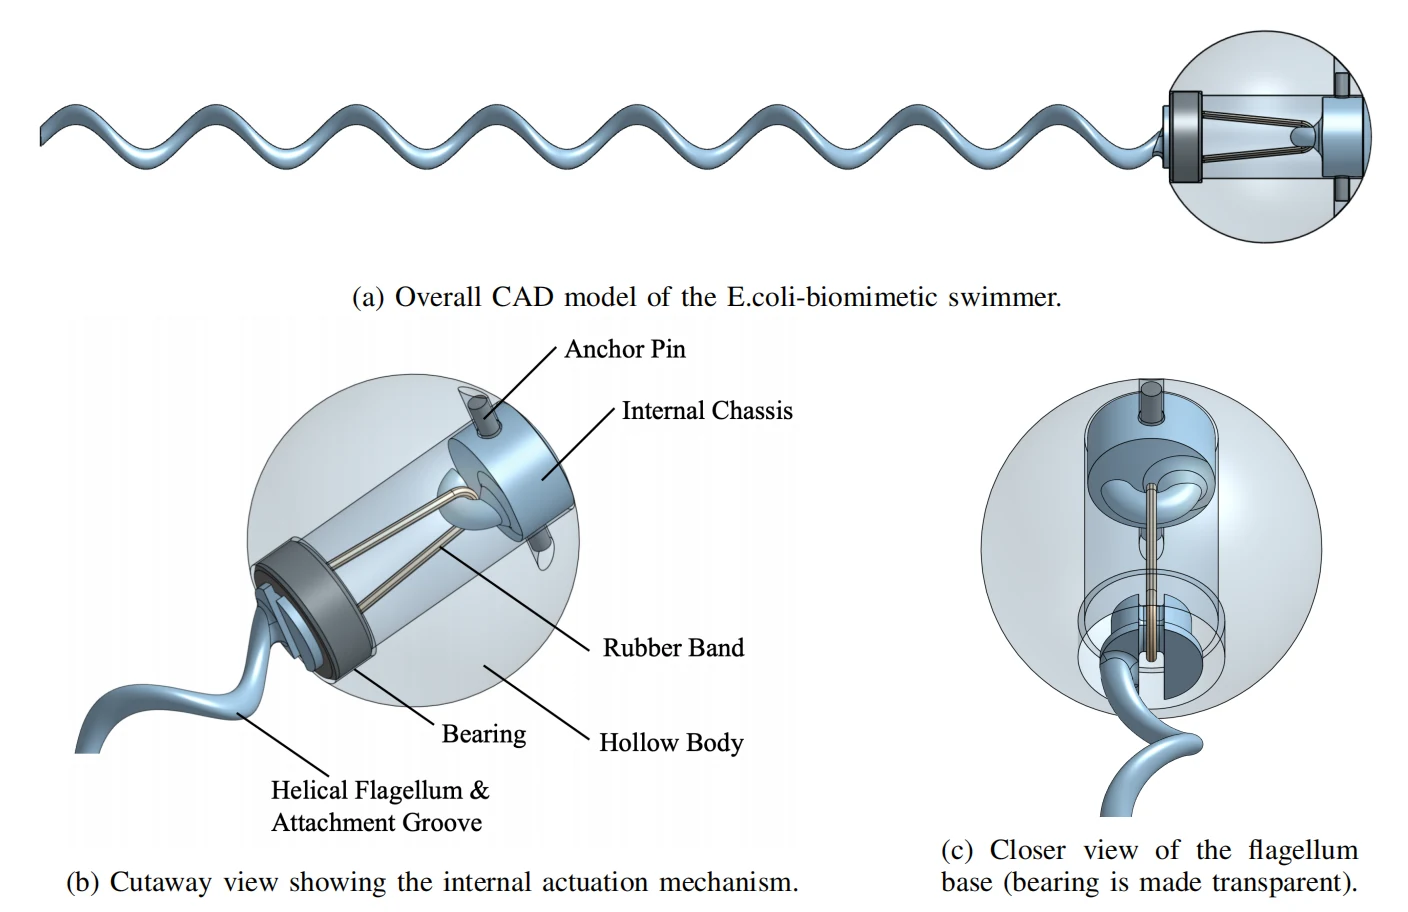 (a) Overall CAD model of the E.coli-biomimetic swimmer.
Anchor Pin
Internal Chassis
Rubber Band
Bearing
Hollow Body
Helical Flagellum &
Attachment Groove
(b) Cutaway view showing the internal actuation mechanism.
(c) Closer view of the flagellum
base (bearing is made transparent).